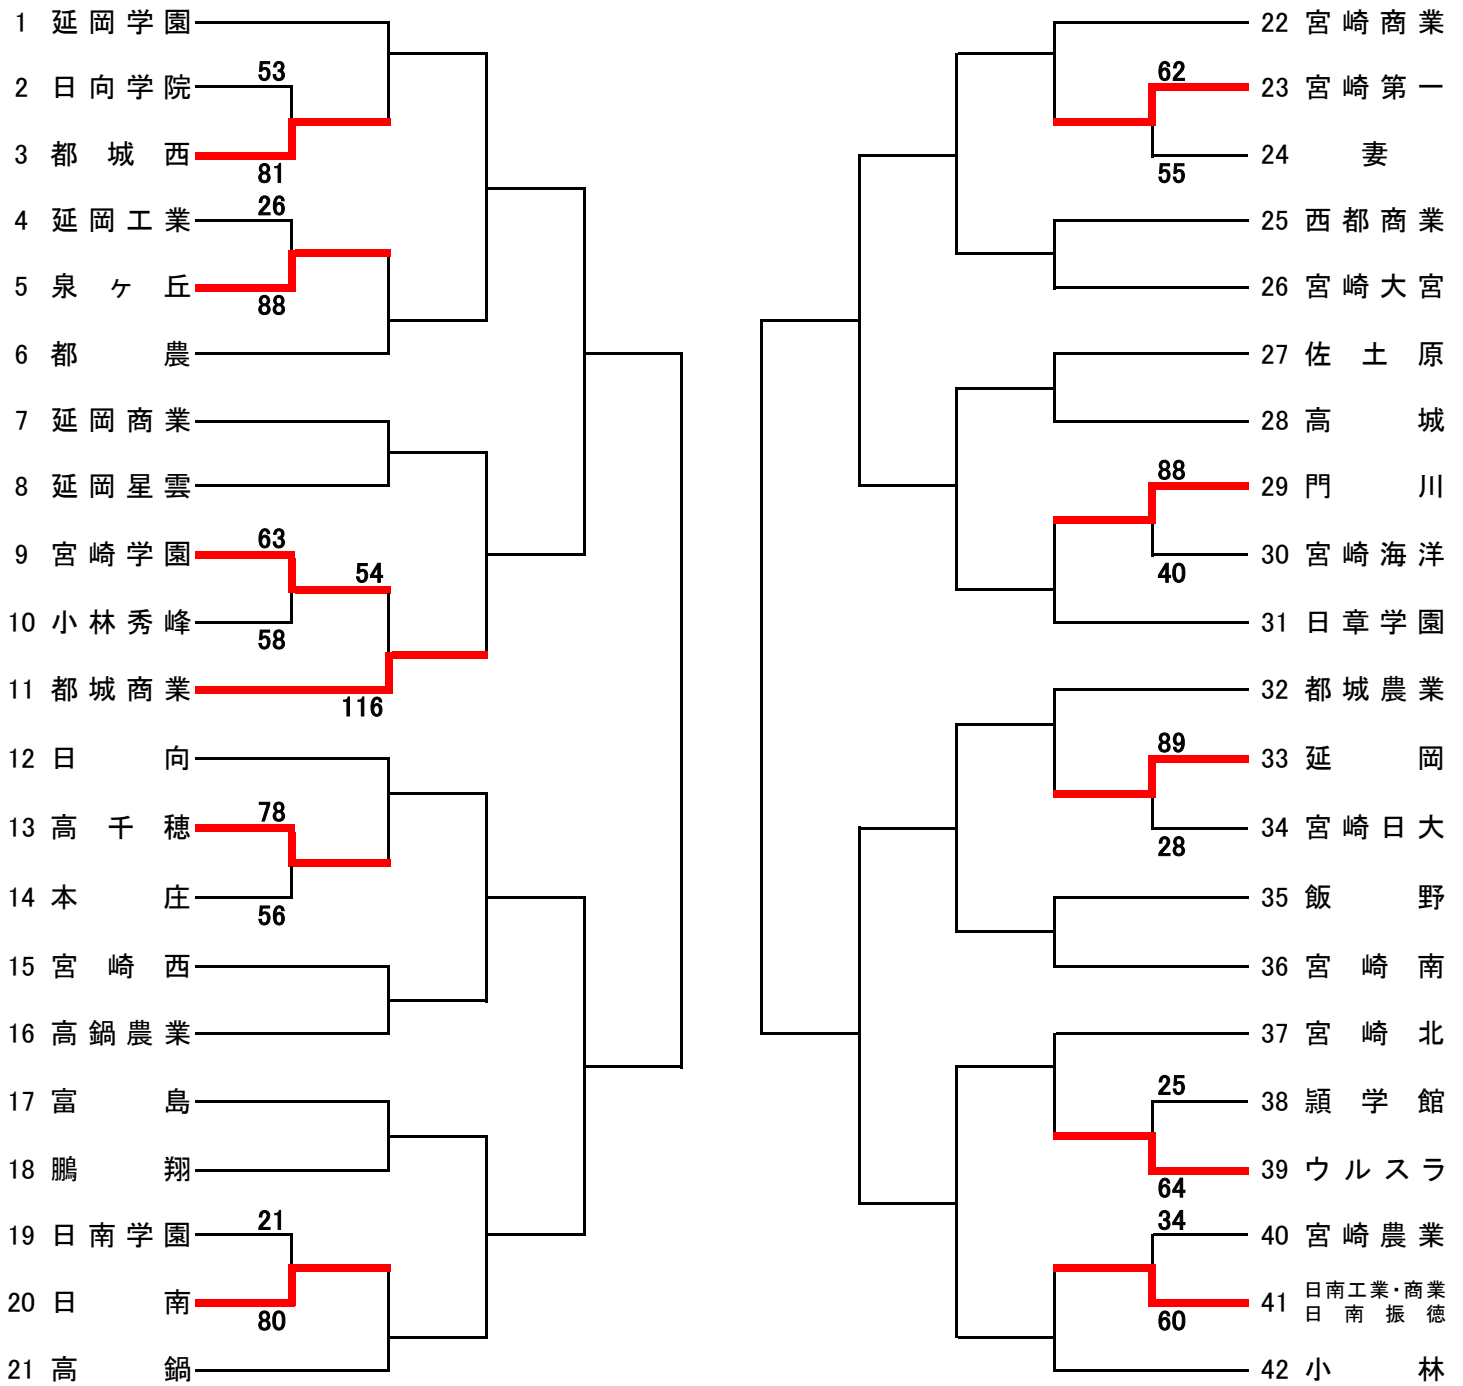 1 延岡学園
53
2 日向学院
3 都城西
81
26
4 延岡工業
5 泉ヶ丘
88
6 都農
7 延岡商業
8 延岡星雲
63
9 宮崎学園
54
10 小林秀峰
58
11 都城商業
116
12 日向
78
13 高千穂
14 本庄
56
15 宮崎西
16 高鍋農業
17 富島
18 鵬翔
21
19 日南学園
20 日南
80
21 高鍋
22 宮崎商業
62
23 宮崎第一
24 妻
55
25 西都商業
26 宮崎大宮
27 佐土原
28 高城
88
29 門川
30 宮崎海洋
40
31 日章学園
32 都城農業
89
33 延岡
34 宮崎日大
28
35 飯野
36 宮崎南
37 宮崎北
25
38 頴学館
39 ウルスラ
64
34
40 宮崎農業
41 日南工業・商業
日南振徳
60
42 小林